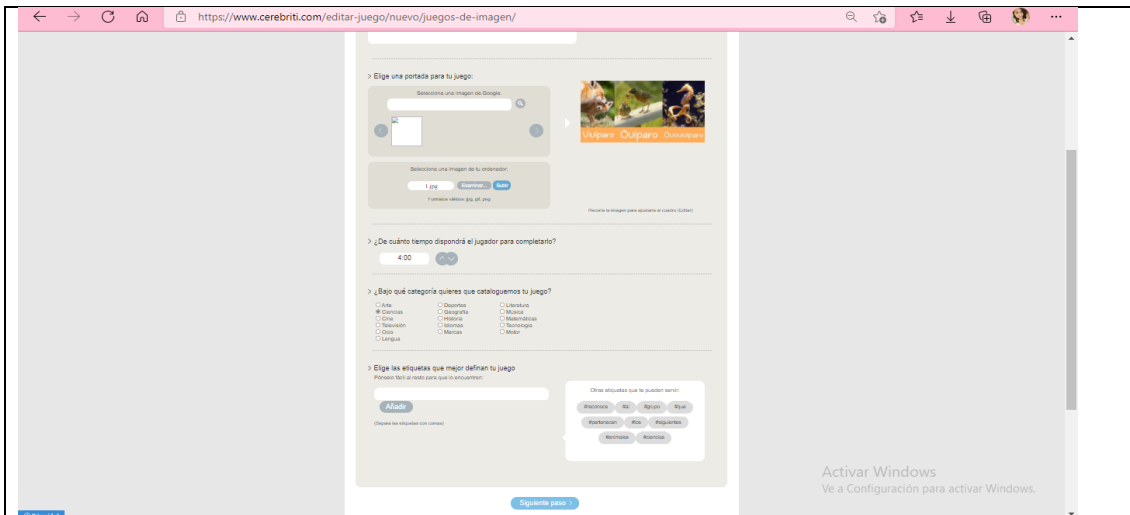 https://www.cerebriti.com/editar-juego/nuevo/juegos-de-imagen/
> Elige una portada para tu juego:
Selecciona una imagen de Google:
Viviparo Oviparo Ovoviviparo
Selecciona una imagen de tu ordenador:
1.jpg Examinar... Subir
Formatos válidos: jpg, gif, png
Recorta la imagen para ajustarla al cuadro (Editar)
> ¿De cuánto tiempo dispondrá el jugador para completarlo?
4:00
> ¿Bajo qué categoría quieres que cataloguemos tu juego?
Arte Deportes Literatura
Ciencias Geografía Música
Cine Historia Matemáticas
Televisión Idiomas Tecnología
Ocio Marcas Motor
Lengua
> Elige las etiquetas que mejor definan tu juego
Pónselo fácil al resto para que lo encuentren:
Otras etiquetas que te pueden servir:
Añadir
#reconoce #el #grupo #que
(Separa las etiquetas con comas)
#pertenecen #los #siguientes
#animales #ciencias
Siguiente paso >
Activar Windows
Ve a Configuración para activar Windows.